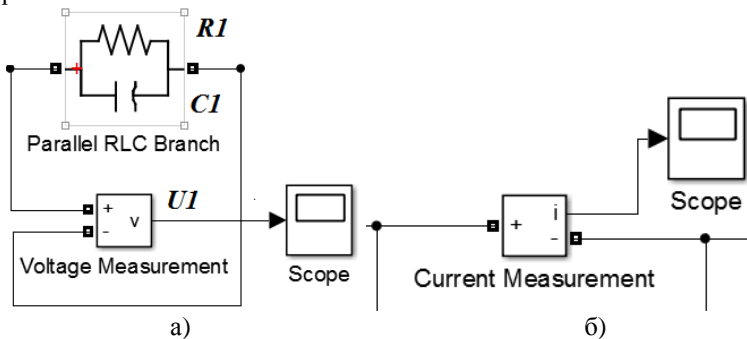 R1
C1
Parallel RLC Branch
+
-
v
U1
Voltage Measurement
Scope
+
i
-
Current Measurement
Scope
а)
б)